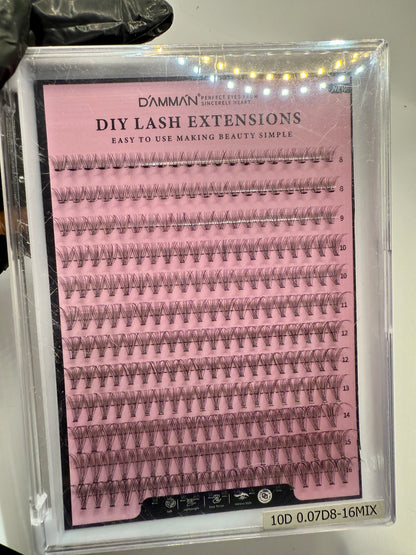 D'AMMÁN® PERFECT EYES FROM
SINCERELY HEART
DIY LASH EXTENSIONS
EASY TO USE MAKING BEAUTY SIMPLE
8
8
9
10
10
11
12
12
13
14
15
16
10D 0.07D8-16MIX